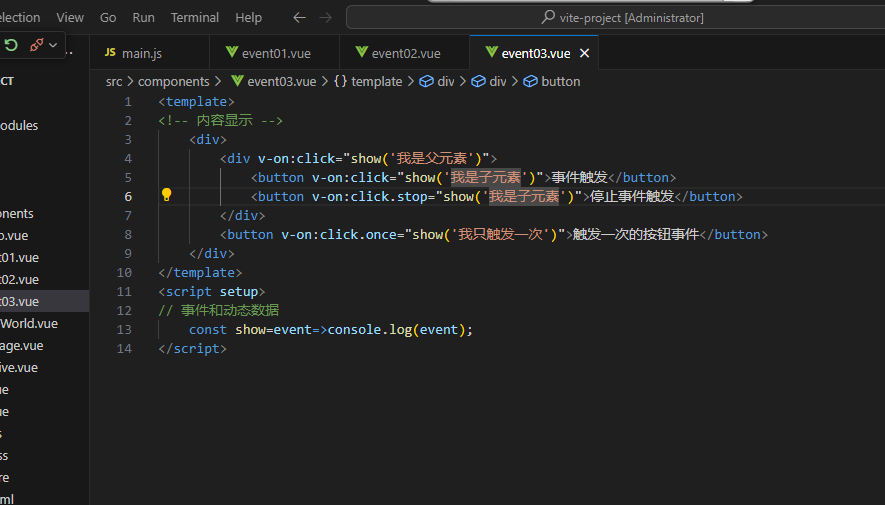 election View Go Run Template Help vite-project [Administrator]
JS main.js event01.vue event02.vue event03.vue
src > components > event03.vue > {} template > div > div > button
CT
odules
nents
o.vue
t01.vue
t02.vue
t03.vue
World.vue
age.vue
ive.vue
ue
ue
s
ss
re
ml
1 <template>
2 <!-- 内容显示 -->
3 <div>
4 <div v-on:click="show('我是父元素')">
5 <button v-on:click="show('我是子元素')">事件触发</button>
6 <button v-on:click.stop="show('我是子元素')">停止事件触发</button>
7 </div>
8 <button v-on:click.once="show('我只触发一次')">触发一次的按钮事件</button>
9 </div>
10 </template>
11 <script setup>
12 // 事件和动态数据
13 const show=event=>console.log(event);
14 </script>